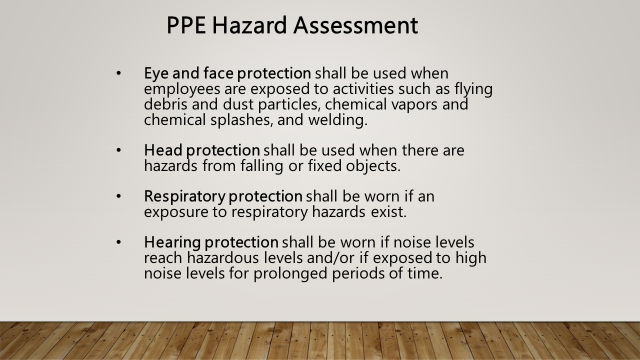 PPE Hazard Assessment
• Eye and face protection shall be used when
employees are exposed to activities such as flying
debris and dust particles, chemical vapors and
chemical splashes, and welding.
• Head protection shall be used when there are
hazards from falling or fixed objects.
• Respiratory protection shall be worn if an
exposure to respiratory hazards exist.
• Hearing protection shall be worn if noise levels
reach hazardous levels and/or if exposed to high
noise levels for prolonged periods of time.